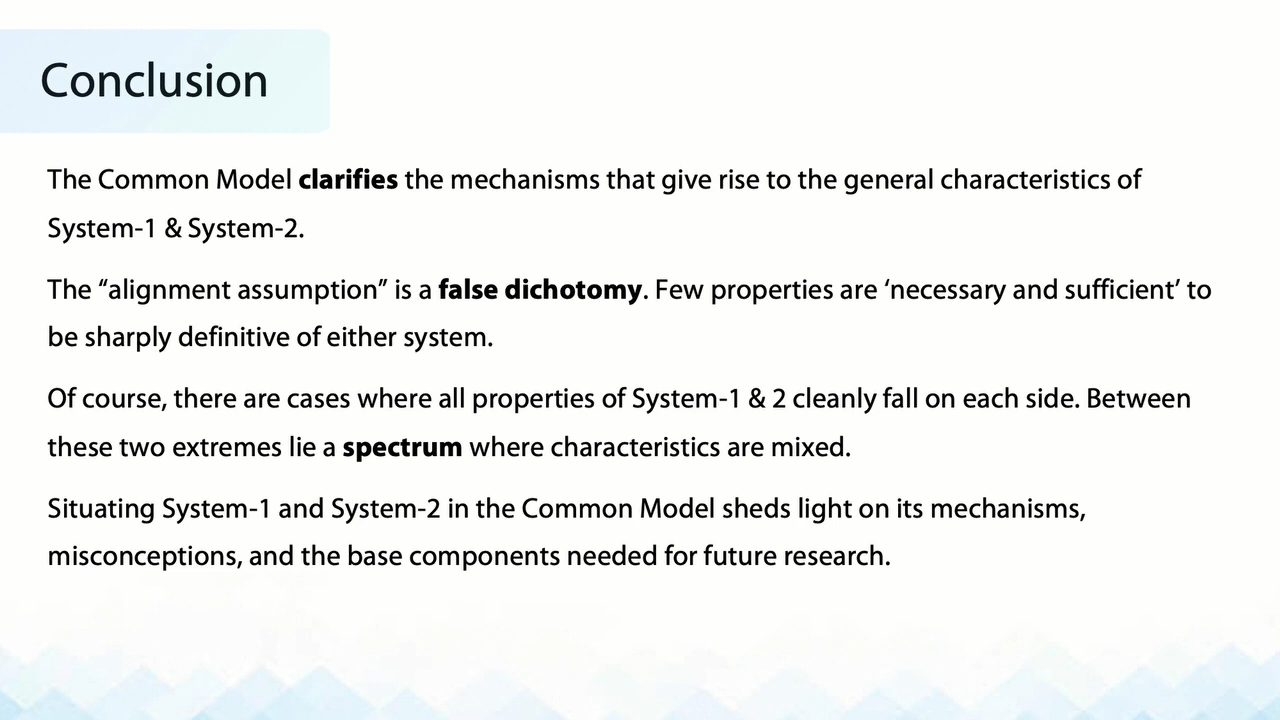 Conclusion
The Common Model clarifies the mechanisms that give rise to the general characteristics of
System-1 & System-2.
The “alignment assumption” is a false dichotomy. Few properties are ‘necessary and sufficient’ to
be sharply definitive of either system.
Of course, there are cases where all properties of System-1 & 2 cleanly fall on each side. Between
these two extremes lie a spectrum where characteristics are mixed.
Situating System-1 and System-2 in the Common Model sheds light on its mechanisms,
misconceptions, and the base components needed for future research.